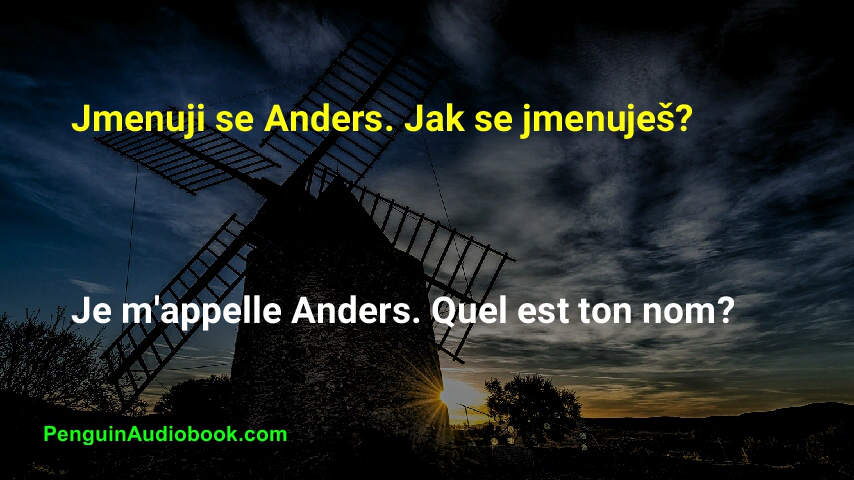 Jmenuji se Anders. Jak se jmenuješ?
Je m'appelle Anders. Quel est ton nom?
PenguinAudiobook.com